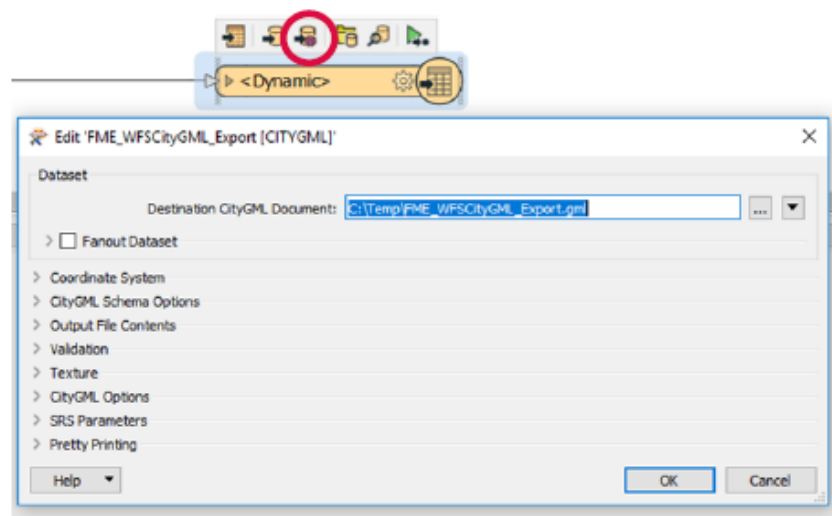 <Dynamic>
Edit 'FME_WFSCityGML_Export [CITYGML]'
Dataset
Destination CityGML Document: C:\Temp\FME_WFSCityGML_Export.gml ...
Fanout Dataset
Coordinate System
CityGML Schema Options
Output File Contents
Validation
Texture
CityGML Options
SRS Parameters
Pretty Printing
Help OK Cancel